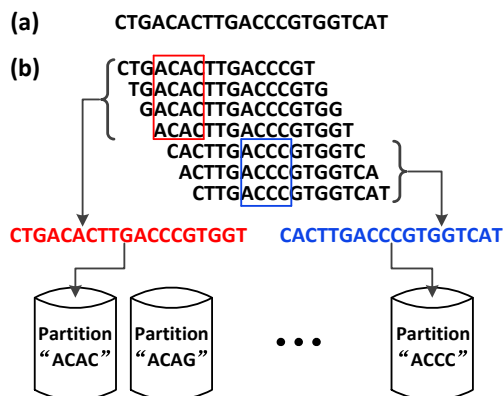 (a) CTGACACTTGACCCGTGGTCAT
(b)
CTGACACTTGACCCGT
TGACACTTGACCCGTG
GACACTTGACCCGTGG
ACACTTGACCCGTGGT
CACTTGACCCGTGGTC
ACTTGACCCGTGGTCA
CTTGACCCGTGGTCAT
CTGACACTTGACCCGTGGT CACTTGACCCGTGGTCAT
Partition Partition ••• Partition
“ACAC” “ACAG” “ACCC”